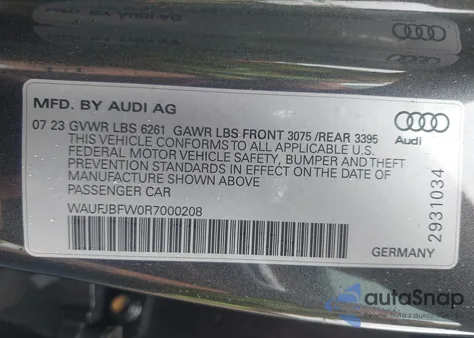 MFD. BY AUDI AG
07 23 GVWR LBS 6261 GAWR LBS FRONT 3075 /REAR 3395
THIS VEHICLE CONFORMS TO ALL APPLICABLE U.S.
FEDERAL MOTOR VEHICLE SAFETY, BUMPER AND THEFT
PREVENTION STANDARDS IN EFFECT ON THE DATE OF
MANUFACTURE SHOWN ABOVE
PASSENGER CAR
WAUFJBFW0R7000208
Audi
2931034
GERMANY
autoSnap